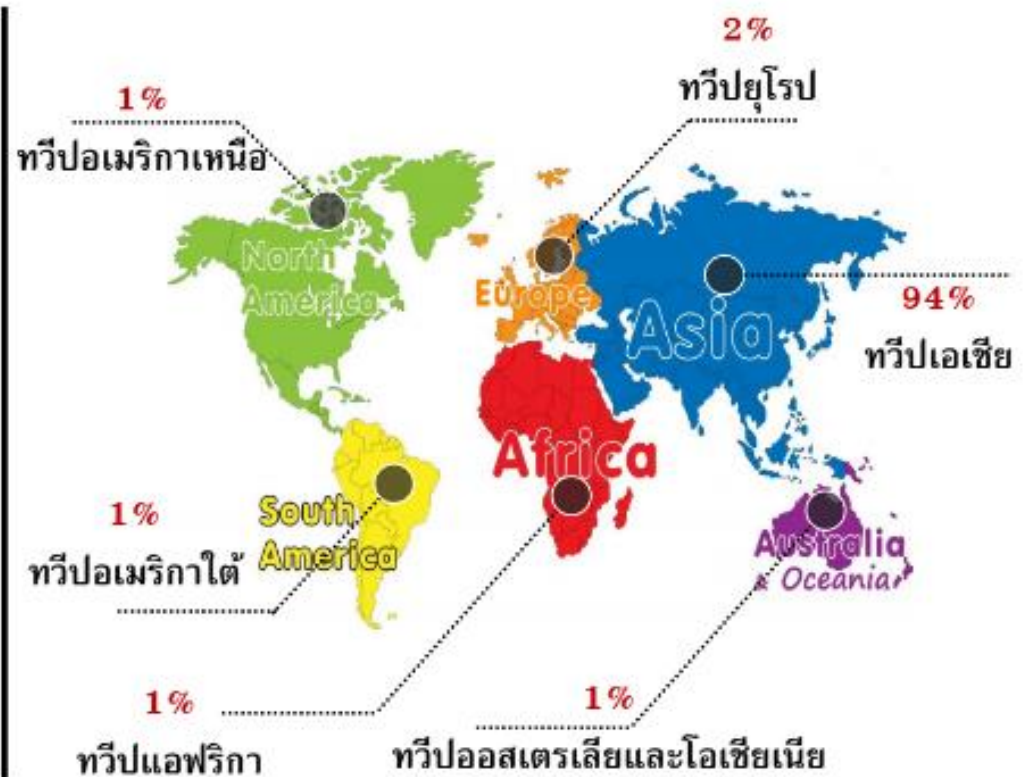 2%
ทวีปยุโรป
1%
ทวีปอเมริกาเหนือ
North
America
Europe
Asia
94%
ทวีปเอเชีย
Africa
South
America
1%
ทวีปอเมริกาใต้
Australia
& Oceania
1%
ทวีปแอฟริกา
1%
ทวีปออสเตรเลียและโอเชียเนีย